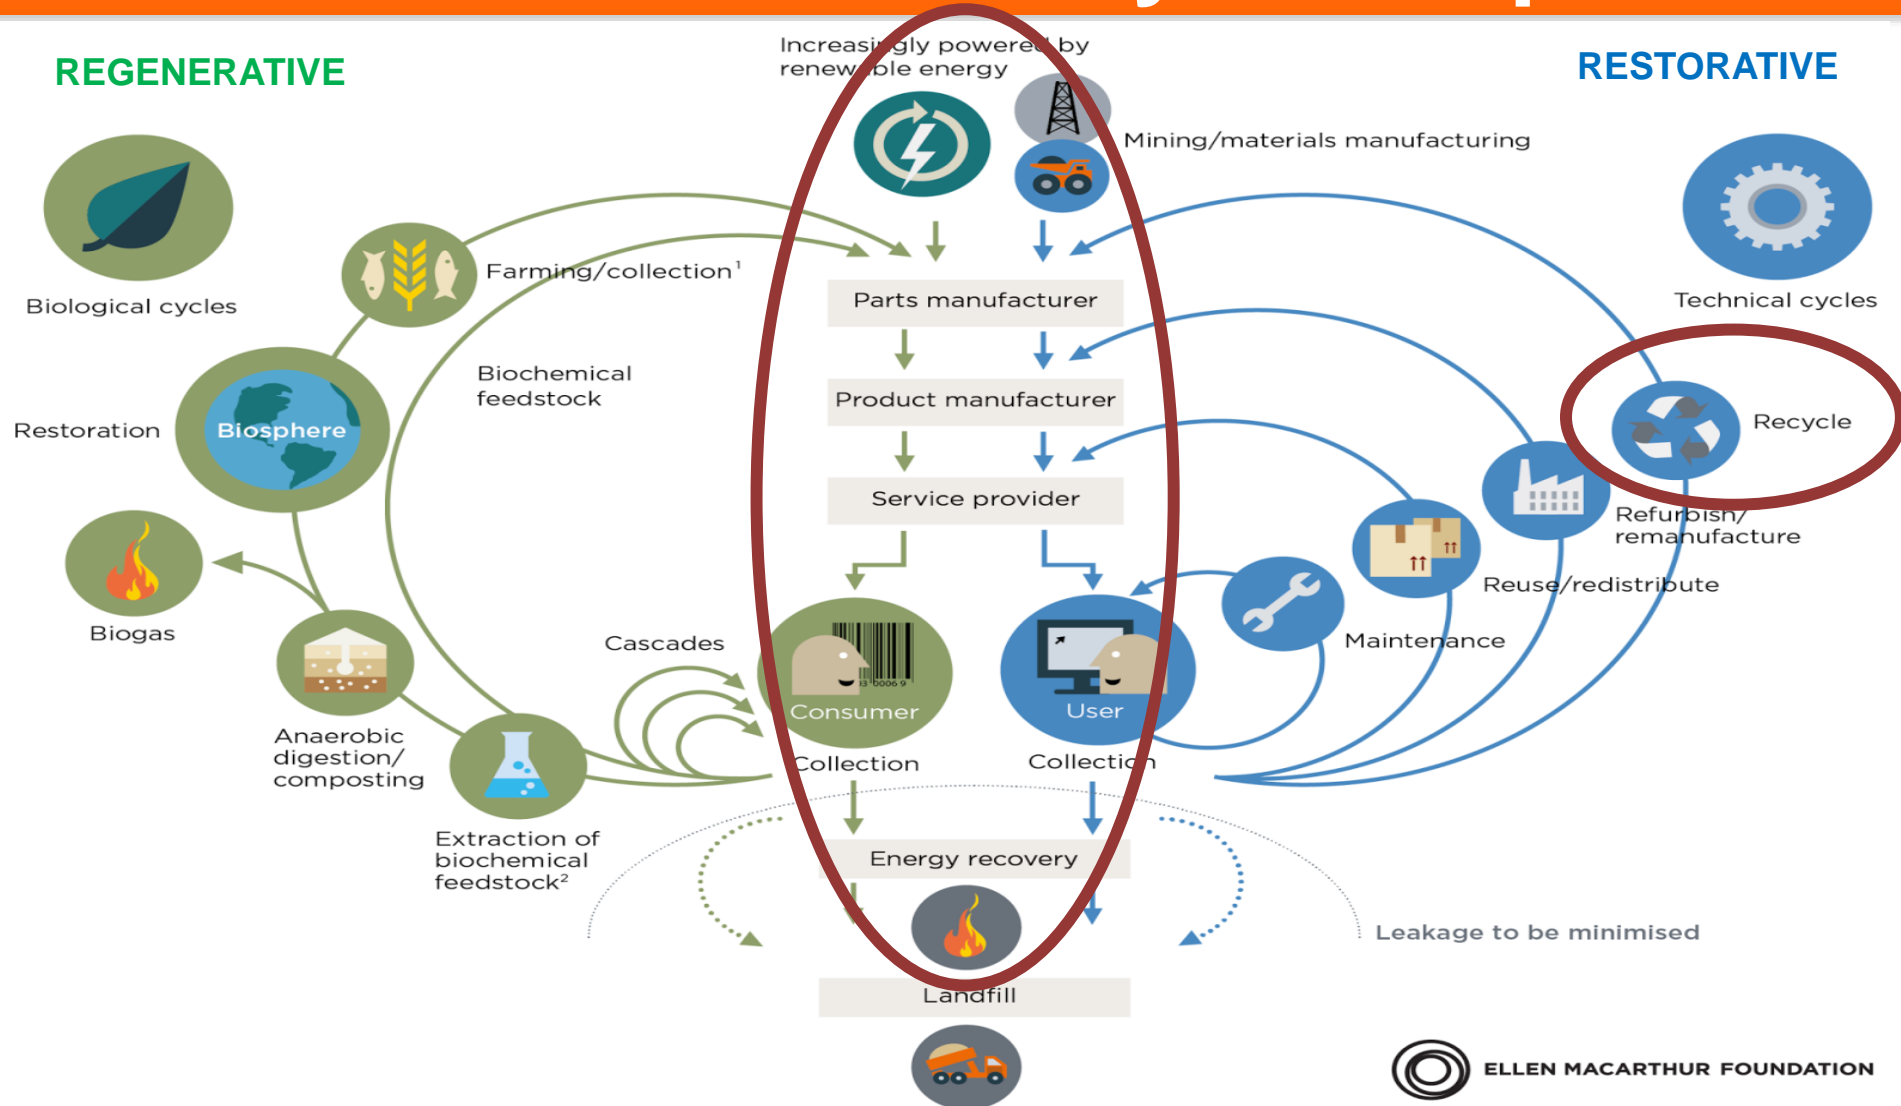 REGENERATIVE
Increasingly powered by
renewable energy
RESTORATIVE
Mining/materials manufacturing
Biological cycles
Farming/collection¹
Parts manufacturer
Technical cycles
Biochemical
feedstock
Product manufacturer
Restoration
Biosphere
Recycle
Service provider
Refurbish/
remanufacture
Reuse/redistribute
Biogas
Cascades
Maintenance
Consumer
User
Anaerobic
digestion/
composting
Collection
Collection
Extraction of
biochemical
feedstock²
Energy recovery
Leakage to be minimised
Landfill
ELLEN MACARTHUR FOUNDATION